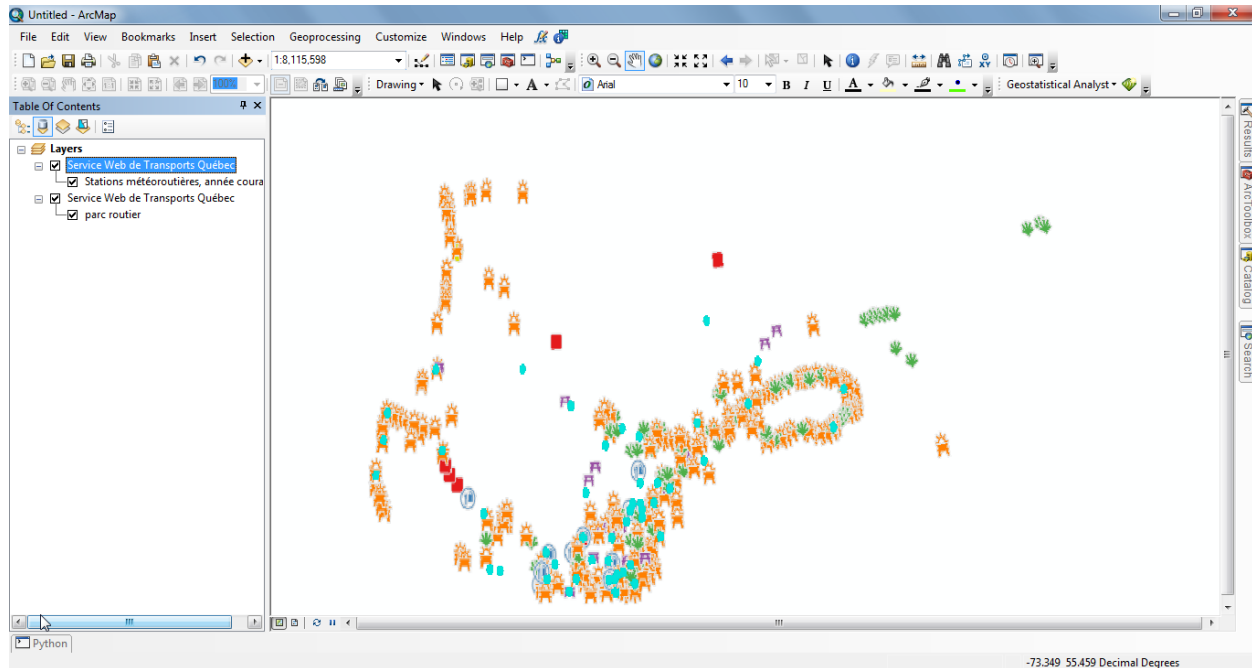 Untitled - ArcMap
File Edit View Bookmarks Insert Selection Geoprocessing Customize Windows Help
1:8,115,598
100% Drawing A Arial 10 B I U A Geostatistical Analyst
Table Of Contents
Layers
Service Web de Transports Québec
Stations météoroutières, année coura
Service Web de Transports Québec
parc routier
Results
ArcToolbox
Catalog
Search
Python
-73.349 55.459 Decimal Degrees